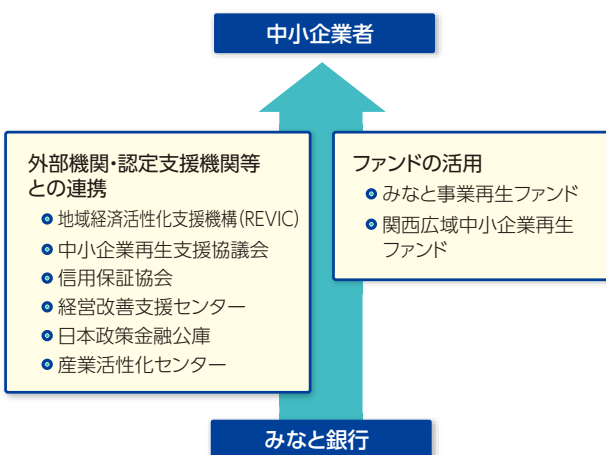 中小企業者
外部機関・認定支援機関等
との連携
地域経済活性化支援機構(REVIC)
中小企業再生支援協議会
信用保証協会
経営改善支援センター
日本政策金融公庫
産業活性化センター
ファンドの活用
みなと事業再生ファンド
関西広域中小企業再生
ファンド
みなと銀行